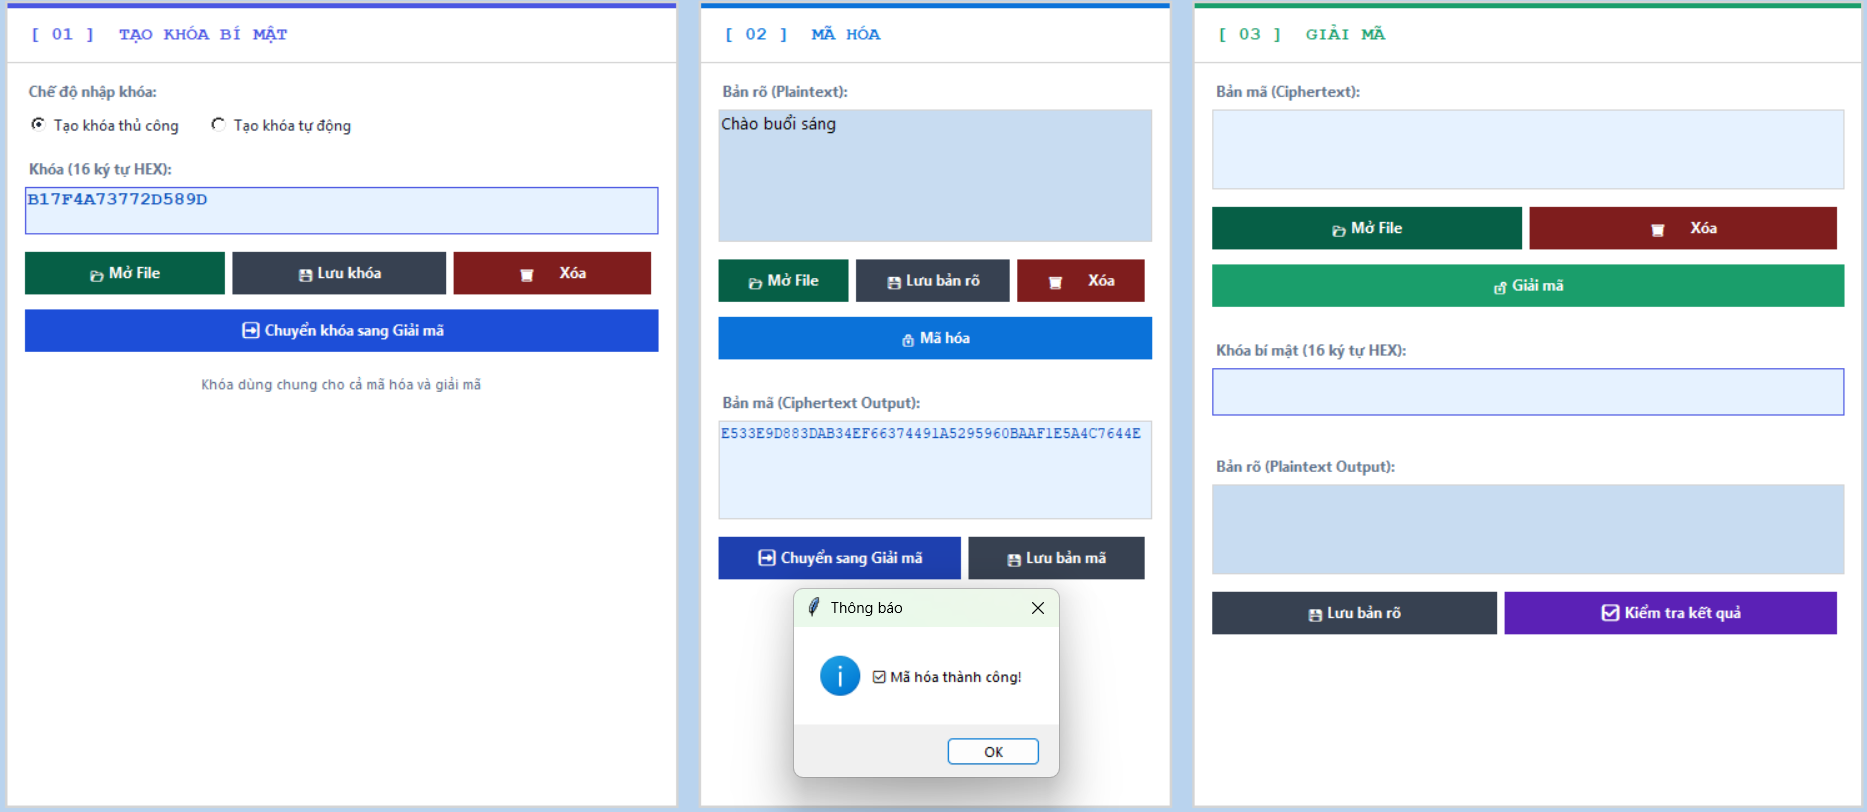 [ 01 ] TẠO KHÓA BÍ MẬT
Chế độ nhập khóa:
Tạo khóa thủ công
Tạo khóa tự động
Khóa (16 ký tự HEX):
B17F4A73772D589D
Mở File
Lưu khóa
Xóa
Chuyển khóa sang Giải mã
Khóa dùng chung cho cả mã hóa và giải mã
[ 02 ] MÃ HÓA
Bản rõ (Plaintext):
Chào buổi sáng
Mở File
Lưu bản rõ
Xóa
Mã hóa
Bản mã (Ciphertext Output):
E533E9D883DAB34EF66374491A5295960BAAF1E5A4C7644E
Chuyển sang Giải mã
Lưu bản mã
Thông báo
Mã hóa thành công!
OK
[ 03 ] GIẢI MÃ
Bản mã (Ciphertext):
Mở File
Xóa
Giải mã
Khóa bí mật (16 ký tự HEX):
Bản rõ (Plaintext Output):
Lưu bản rõ
Kiểm tra kết quả